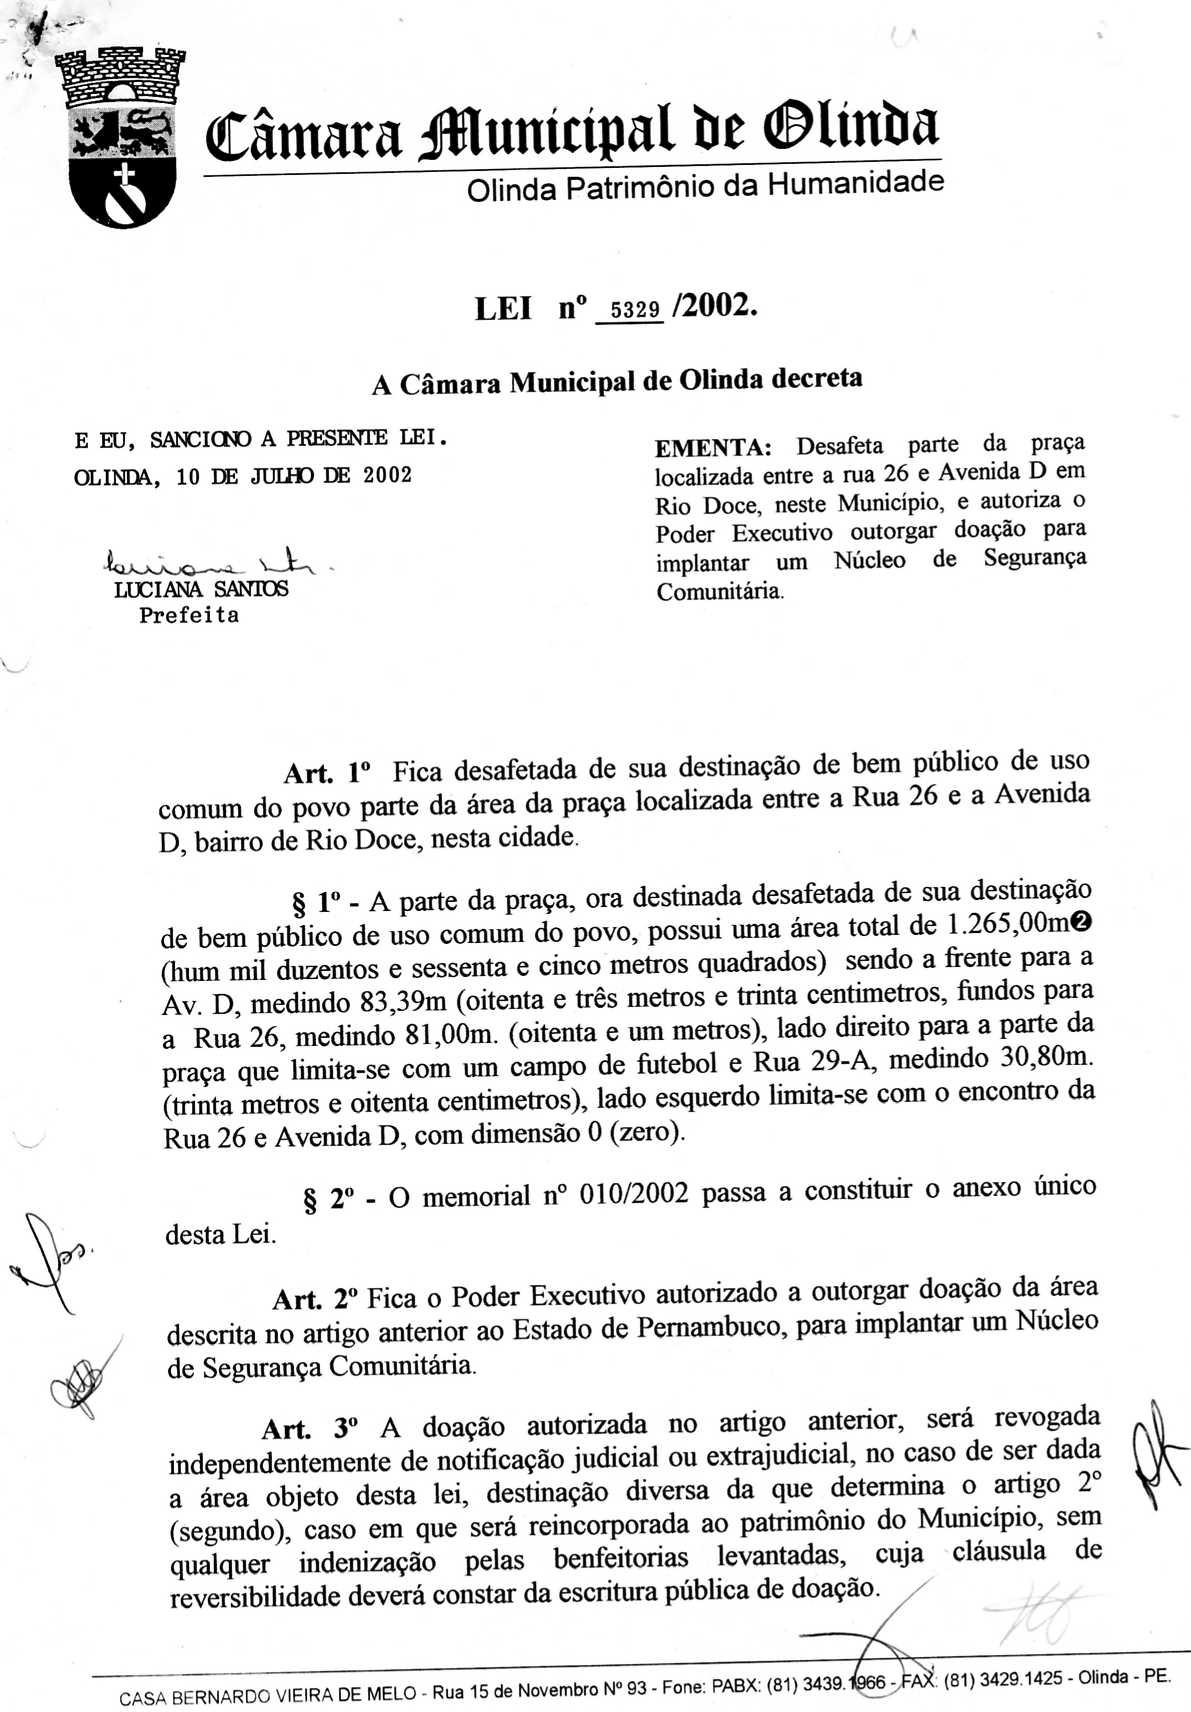 Câmara Municipal de Olinda
Olinda Patrimônio da Humanidade
LEI nº 5329 /2002.
A Câmara Municipal de Olinda decreta
E EU, SANCIONO A PRESENTE LEI.
OLINDA, 10 DE JULHO DE 2002
LUCIANA SANTOS
Prefeita
EMENTA: Desafeta parte da praça
localizada entre a rua 26 e Avenida D em
Rio Doce, neste Município, e autoriza o
Poder Executivo outorgar doação para
implantar um Núcleo de Segurança
Comunitária.
Art. 1º Fica desafetada de sua destinação de bem público de uso
comum do povo parte da área da praça localizada entre a Rua 26 e a Avenida
D, bairro de Rio Doce, nesta cidade.
§ 1º - A parte da praça, ora destinada desafetada de sua destinação
de bem público de uso comum do povo, possui uma área total de 1.265,00m❷
(hum mil duzentos e sessenta e cinco metros quadrados) sendo a frente para a
Av. D, medindo 83,39m (oitenta e três metros e trinta centimetros, fundos para
a Rua 26, medindo 81,00m. (oitenta e um metros), lado direito para a parte da
praça que limita-se com um campo de futebol e Rua 29-A, medindo 30,80m.
(trinta metros e oitenta centimetros), lado esquerdo limita-se com o encontro da
Rua 26 e Avenida D, com dimensão 0 (zero).
§ 2º - O memorial nº 010/2002 passa a constituir o anexo único
desta Lei.
Art. 2º Fica o Poder Executivo autorizado a outorgar doação da área
descrita no artigo anterior ao Estado de Pernambuco, para implantar um Núcleo
de Segurança Comunitária.
Art. 3º A doação autorizada no artigo anterior, será revogada
independentemente de notificação judicial ou extrajudicial, no caso de ser dada
a área objeto desta lei, destinação diversa da que determina o artigo 2º
(segundo), caso em que será reincorporada ao patrimônio do Município, sem
qualquer indenização pelas benfeitorias levantadas, cuja cláusula de
reversibilidade deverá constar da escritura pública de doação.
CASA BERNARDO VIEIRA DE MELO - Rua 15 de Novembro Nº 93 - Fone: PABX: (81) 3439.1966 - FAX: (81) 3429.1425 - Olinda - PE.